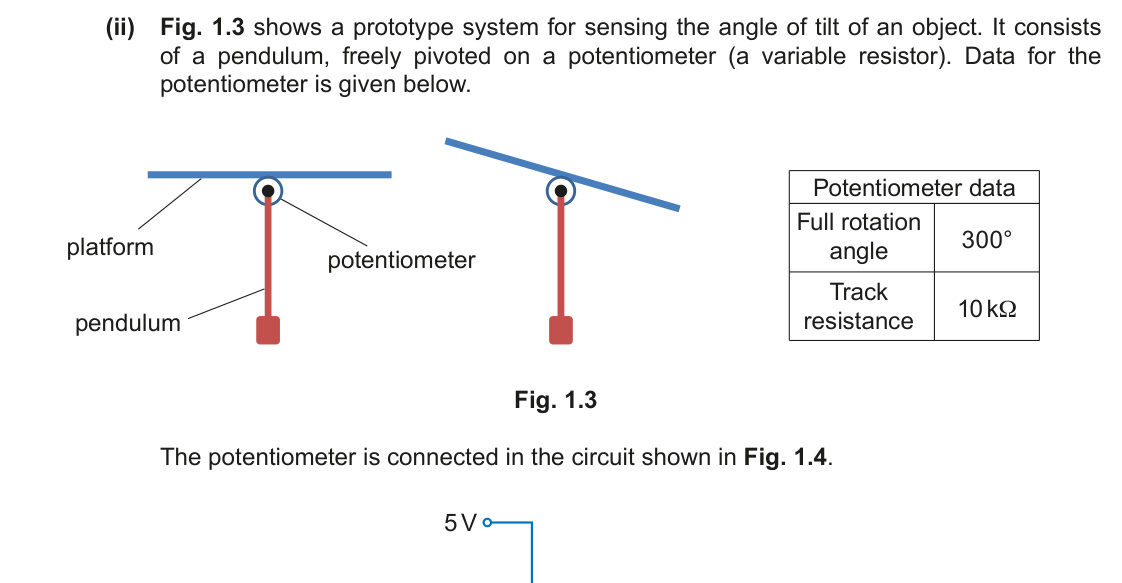 (ii) Fig. 1.3 shows a prototype system for sensing the angle of tilt of an object. It consists
of a pendulum, freely pivoted on a potentiometer (a variable resistor). Data for the
potentiometer is given below.
platform
potentiometer
pendulum
Potentiometer data
Full rotation
angle
300°
Track
resistance
10 kΩ
Fig. 1.3
The potentiometer is connected in the circuit shown in Fig. 1.4.
5 V